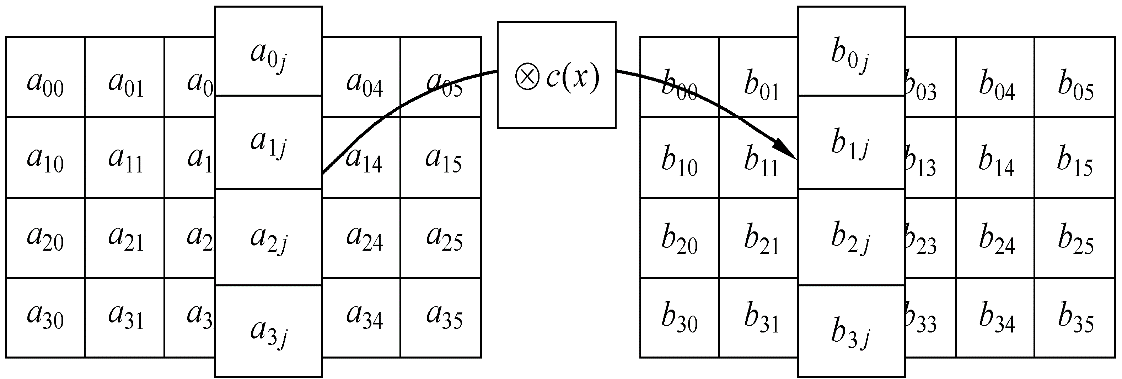 a0j b0j
a00 a01 a0 a04 a05 ⊗ c(x) b00 b01 b03 b04 b05
a1j b1j
a10 a11 a1 a14 a15 b10 b11 b13 b14 b15
a20 a21 a2 a2j a24 a25 b20 b21 b2j b23 b24 b25
a30 a31 a3 a3j a34 a35 b30 b31 b3j b33 b34 b35